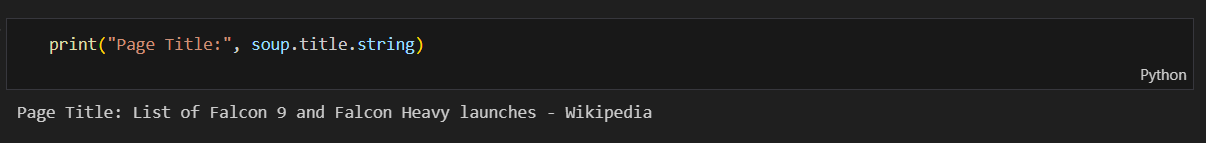 print("Page Title:", soup.title.string)
Python
Page Title: List of Falcon 9 and Falcon Heavy launches - Wikipedia